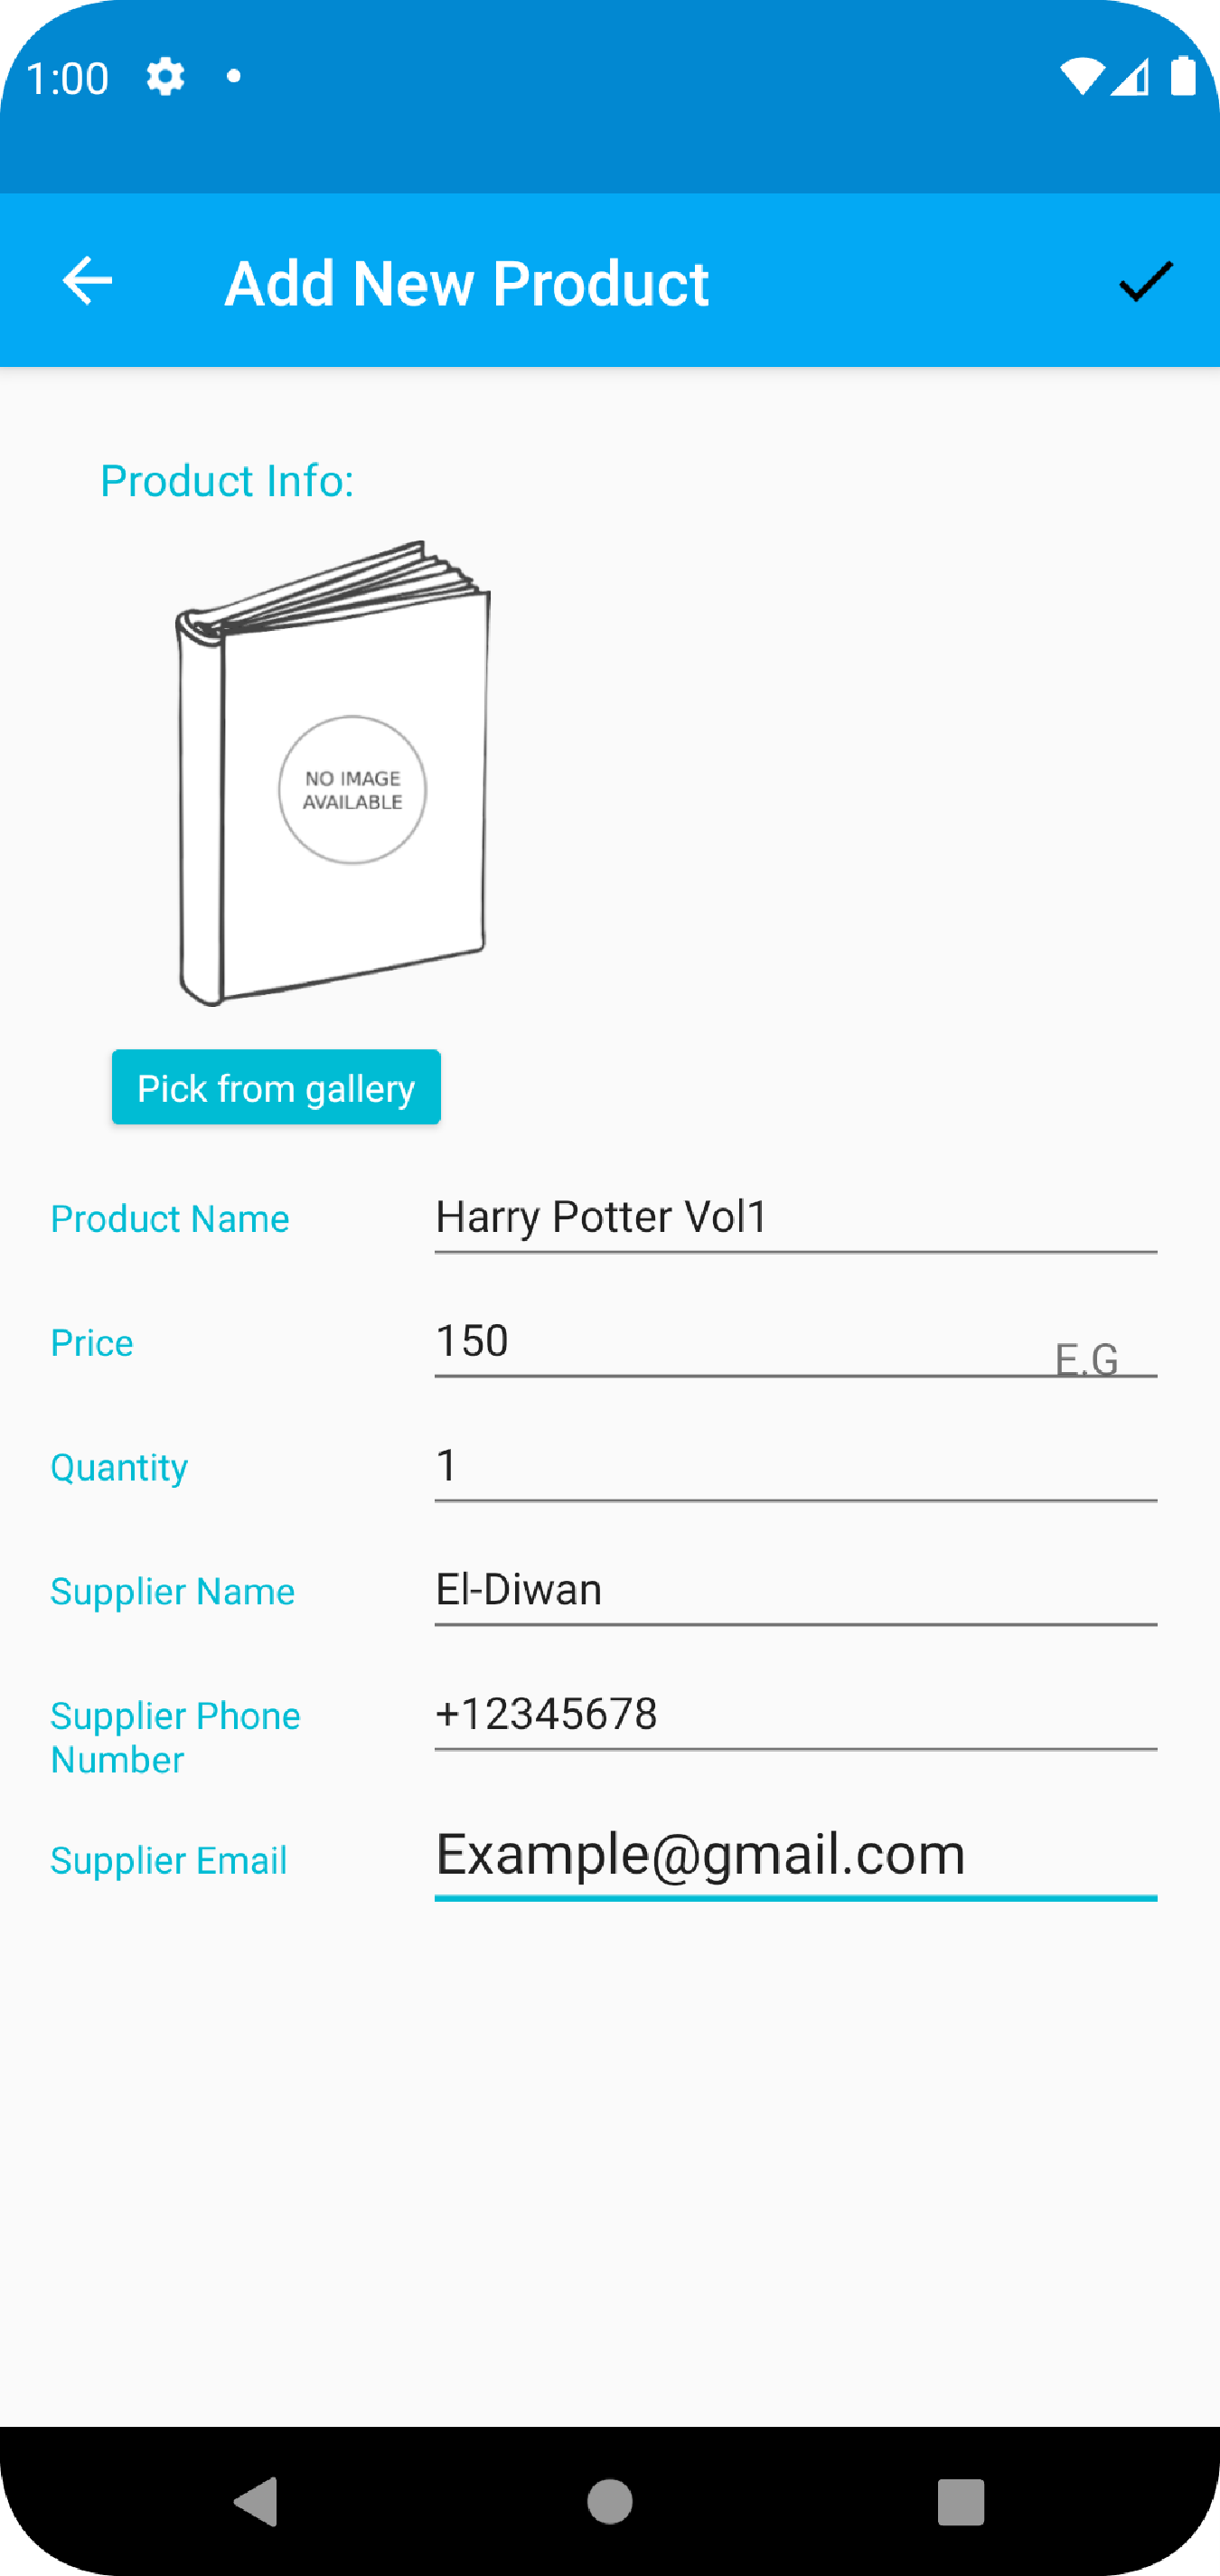 1:00
Add New Product
Product Info:
NO IMAGE
AVAILABLE
Pick from gallery
Product Name
Harry Potter Vol1
Price
150
E.G
Quantity
1
Supplier Name
El-Diwan
Supplier Phone
Number
+12345678
Supplier Email
Example@gmail.com